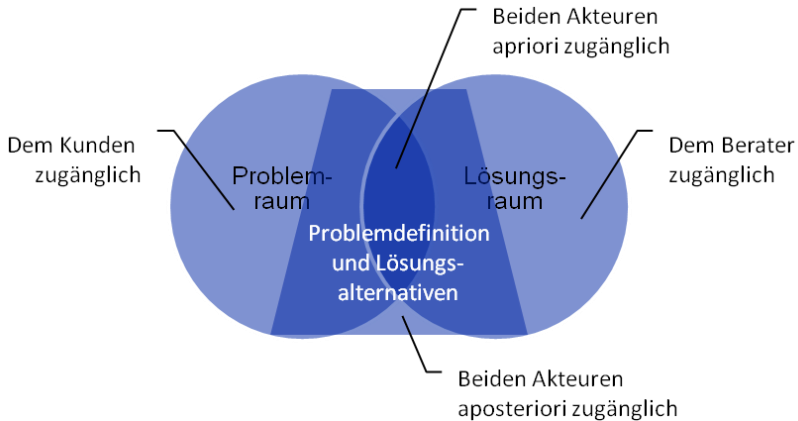 Beiden Akteuren
apriori zugänglich
Dem Kunden
zugänglich
Problem-
raum
Lösungs-
raum
Dem Berater
zugänglich
Problemdefinition
und Lösungs-
alternativen
Beiden Akteuren
aposteriori zugänglich